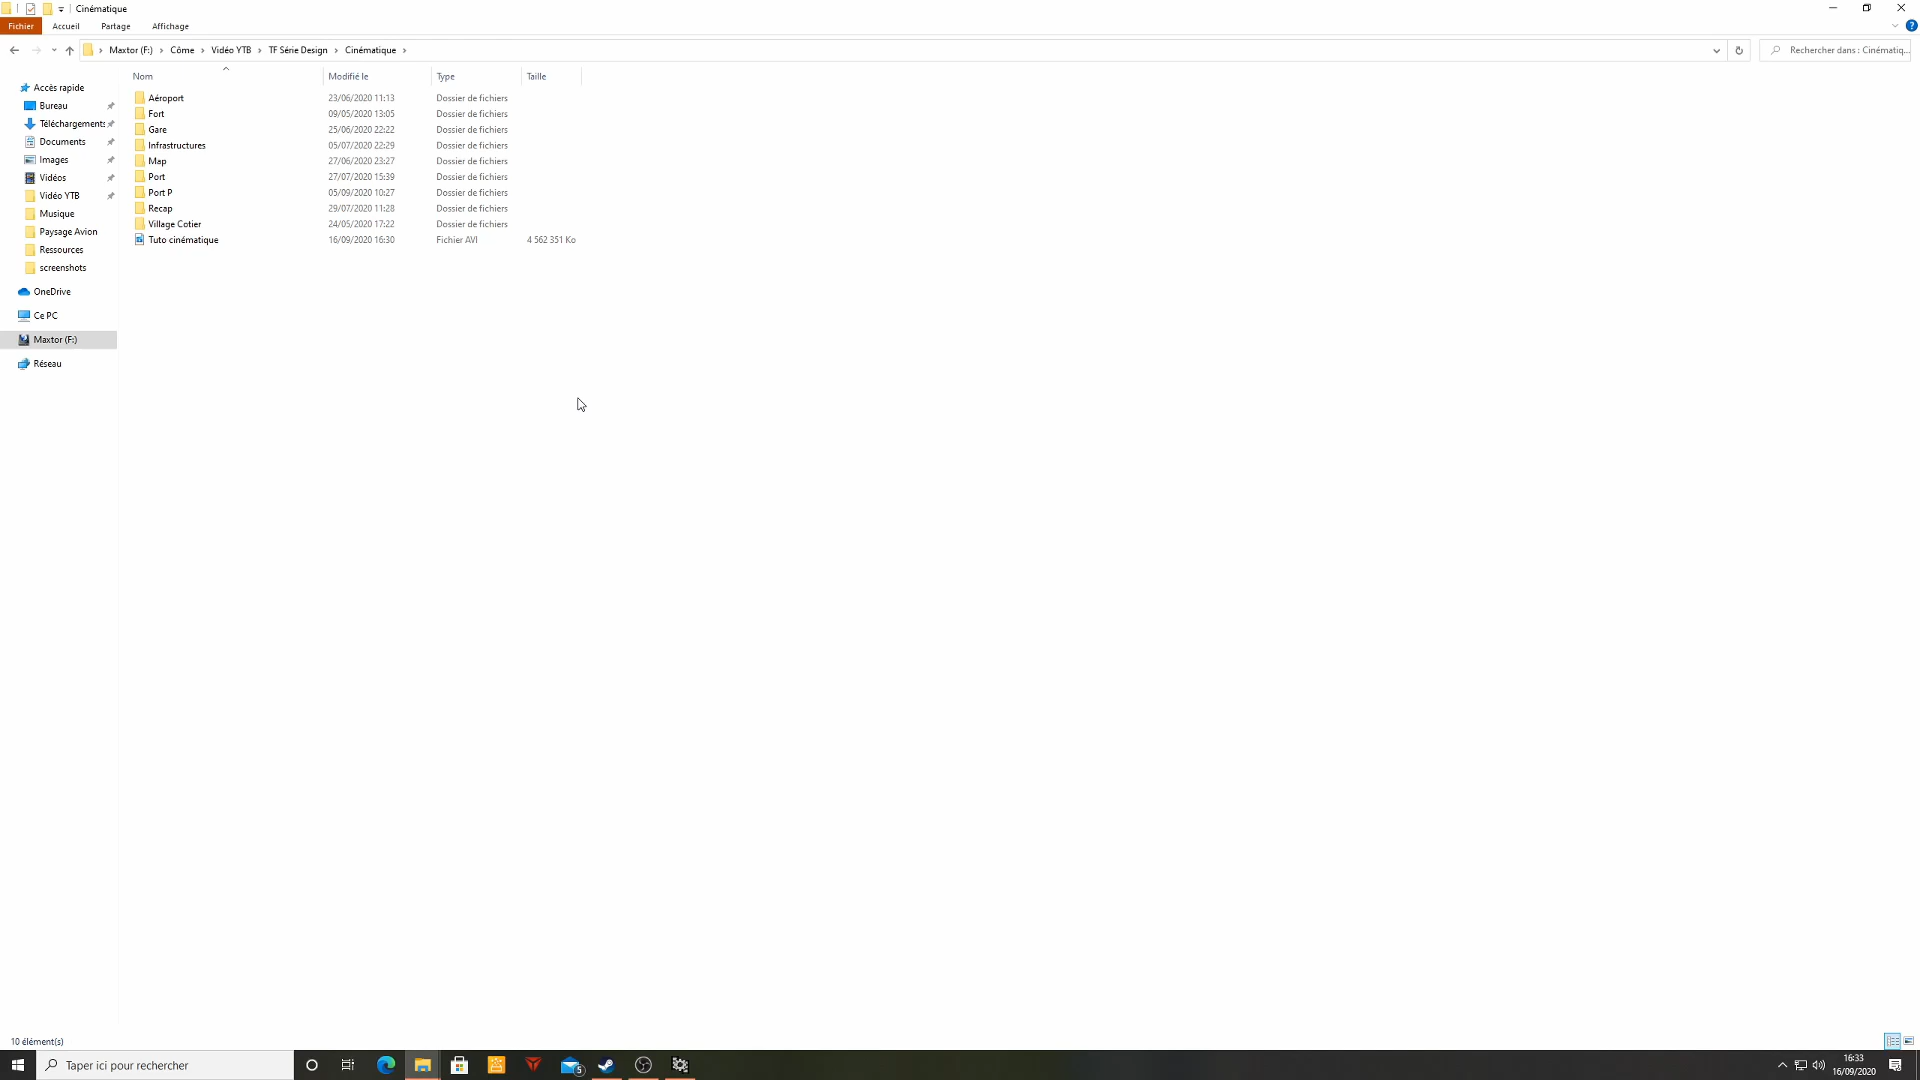 Cinématique
Fichier Accueil Partage Affichage
Maxtor (F:) Côme Vidéo YTB TF Série Design Cinématique Rechercher dans : Cinématiq...
Nom Modifié le Type Taille
Accès rapide
Bureau
Téléchargements
Documents
Images
Vidéos
Vidéo YTB
Musique
Paysage Avion
Ressources
screenshots
OneDrive
Ce PC
Maxtor (F:)
Réseau
Aéroport 23/06/2020 11:13 Dossier de fichiers
Fort 09/05/2020 13:05 Dossier de fichiers
Gare 25/06/2020 22:22 Dossier de fichiers
Infrastructures 05/07/2020 22:29 Dossier de fichiers
Map 27/06/2020 23:27 Dossier de fichiers
Port 27/07/2020 15:39 Dossier de fichiers
Port P 05/09/2020 10:27 Dossier de fichiers
Recap 29/07/2020 11:28 Dossier de fichiers
Village Cotier 24/05/2020 17:22 Dossier de fichiers
Tuto cinématique 16/09/2020 16:30 Fichier AVI 4 562 351 Ko
10 élément(s)
Taper ici pour rechercher 5 16:33
16/09/2020